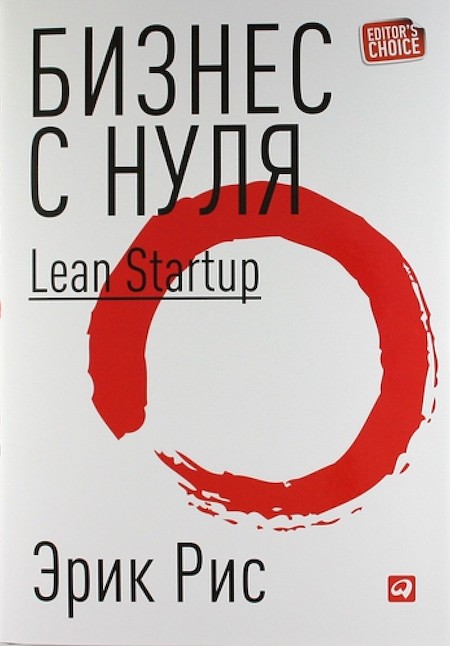 EDITOR'S
CHOICE
БИЗНЕС
С НУЛЯ
Lean Startup
Эрик Рис